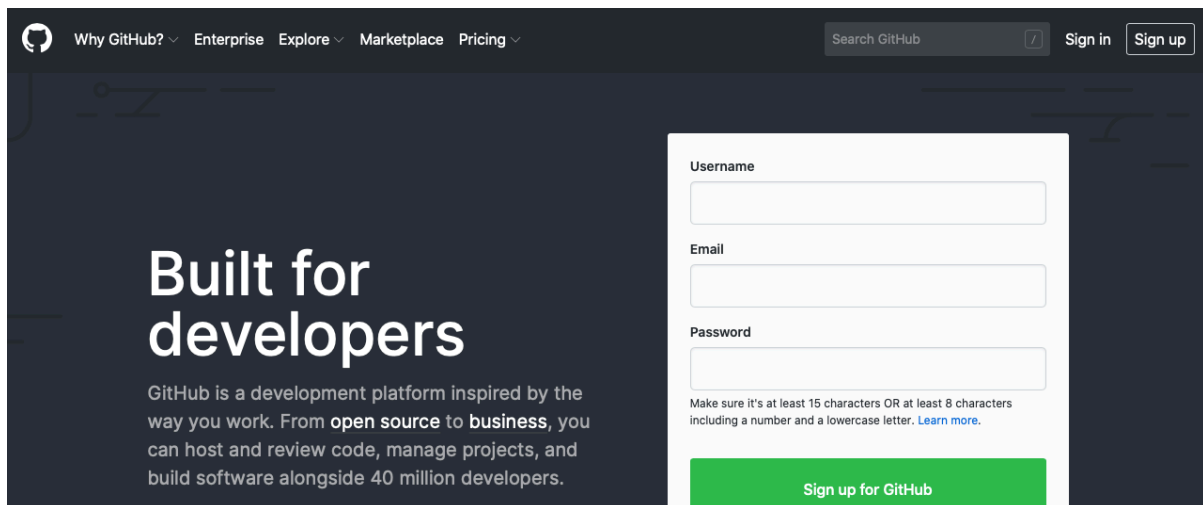 Why GitHub? Enterprise Explore Marketplace Pricing Search GitHub / Sign in Sign up
Built for
developers
GitHub is a development platform inspired by the
way you work. From open source to business, you
can host and review code, manage projects, and
build software alongside 40 million developers.
Username
Email
Password
Make sure it's at least 15 characters OR at least 8 characters
including a number and a lowercase letter. Learn more.
Sign up for GitHub